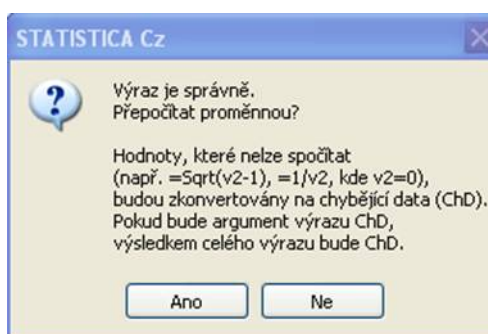 STATISTICA Cz
Výraz je správně.
Přepočítat proměnnou?
Hodnoty, které nelze spočítat
(např. =Sqrt(v2-1), =1/v2, kde v2=0),
budou zkonvertovány na chybějící data (ChD).
Pokud bude argument výrazu ChD,
výsledkem celého výrazu bude ChD.
Ano
Ne